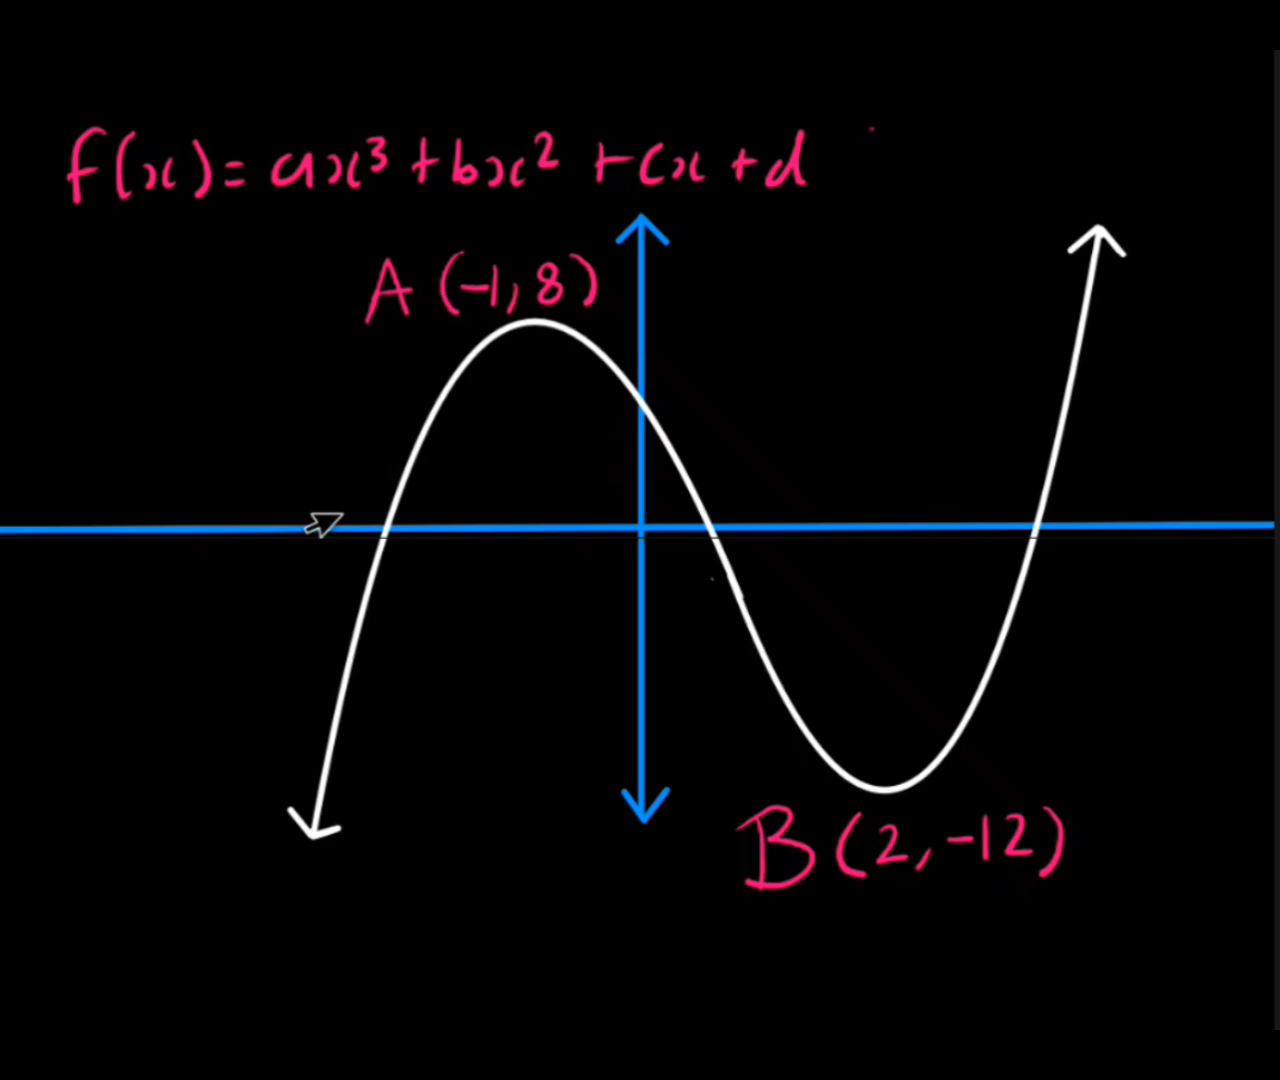 f(x)= ax³ +bx² +cx +d
A (-1, 8)
B (2, -12)